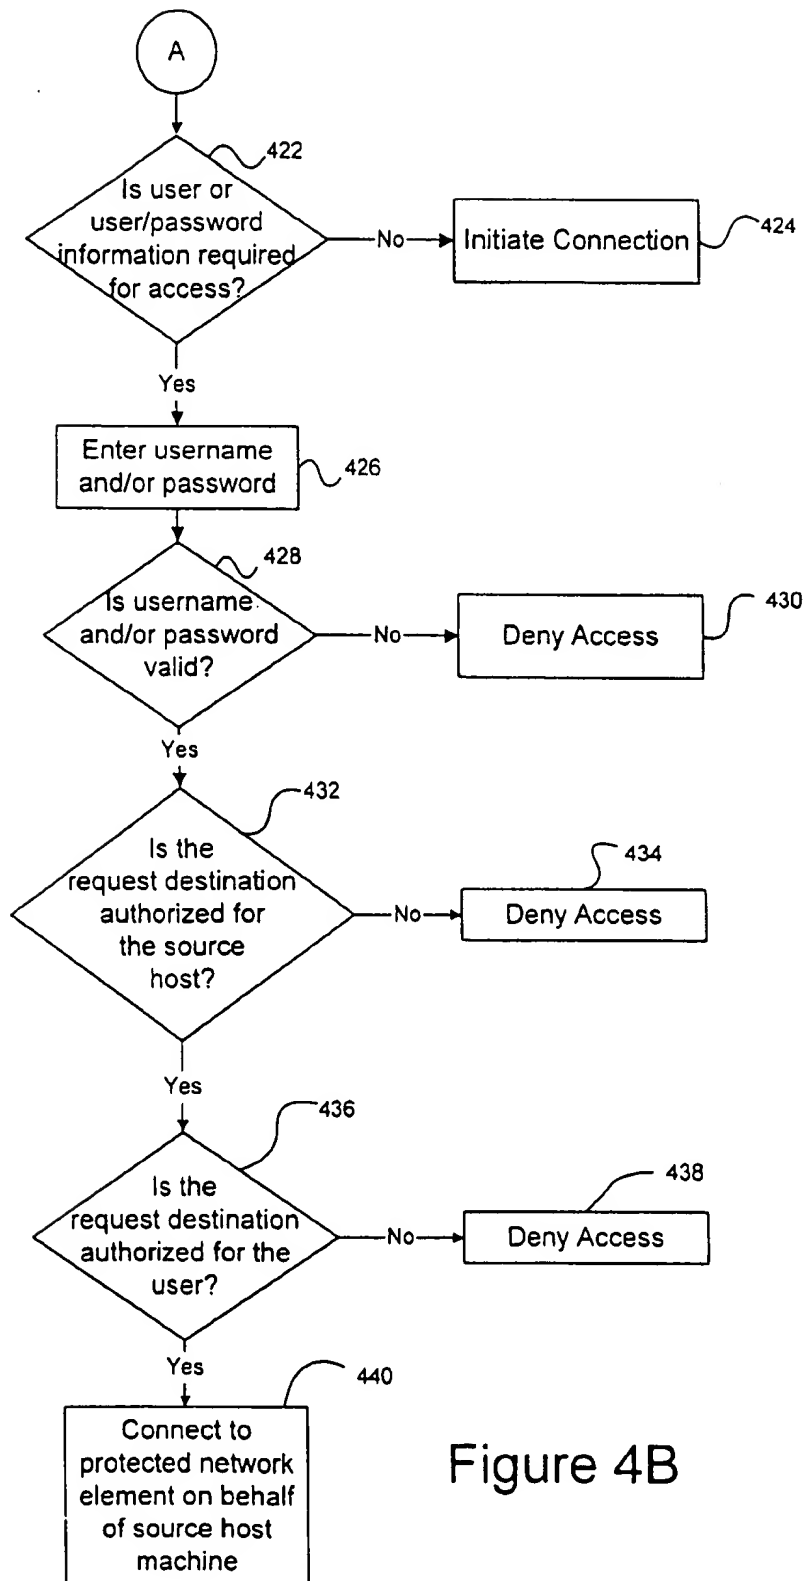 A
422
Is user or
user/password
information required
for access?
No
Initiate Connection
424
Yes
Enter username
and/or password
426
428
Is username
and/or password
valid?
No
Deny Access
430
Yes
432
Is the
request destination
authorized for
the source
host?
No
434
Deny Access
Yes
436
Is the
request destination
authorized for the
user?
No
438
Deny Access
Yes
440
Connect to
protected network
element on behalf
of source host
machine
Figure 4B